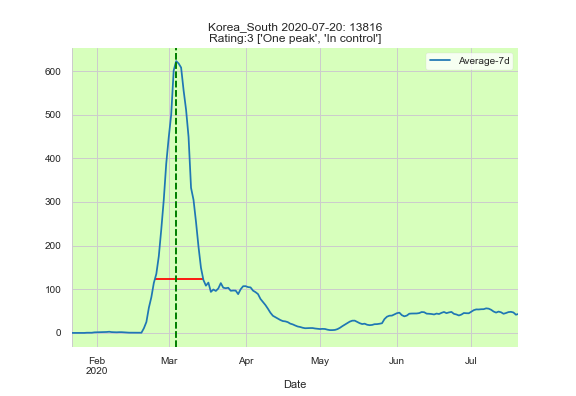 Korea_South 2020-07-20: 13816
Rating:3 ['One peak', 'In control']
Average-7d
600
500
400
300
200
100
0
Feb
2020
Mar
Apr
May
Jun
Jul
Date